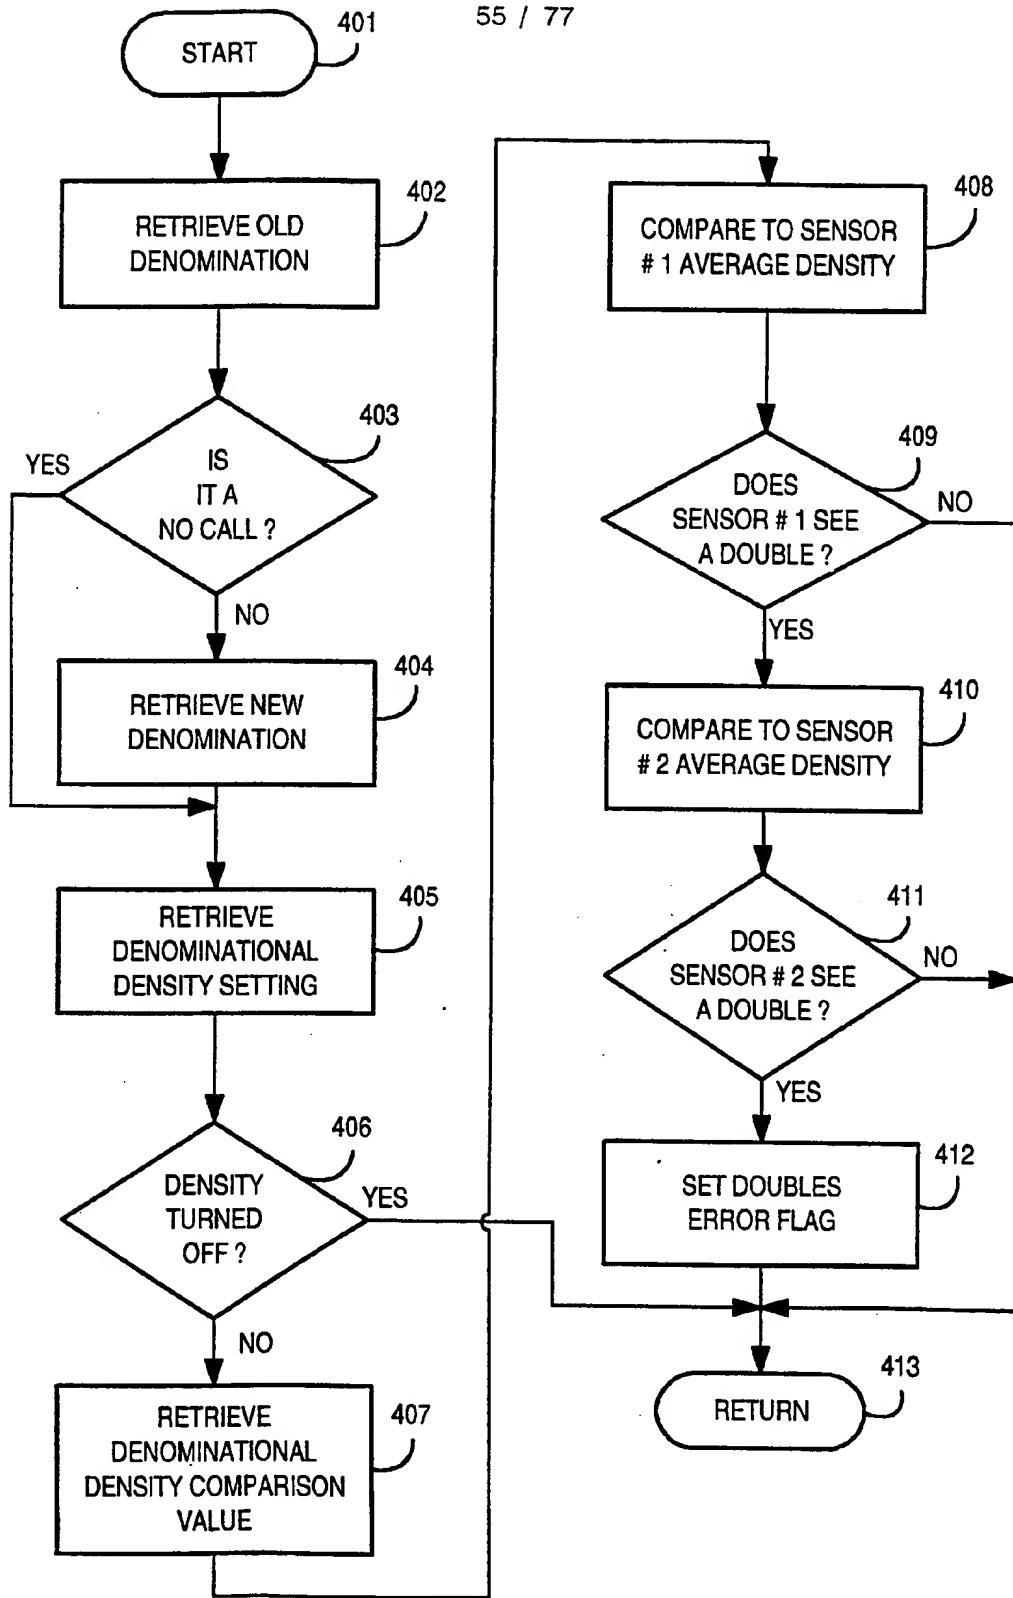 55 / 77
START
401
RETRIEVE OLD
DENOMINATION
402
IS
IT A
NO CALL ?
403
YES
NO
RETRIEVE NEW
DENOMINATION
404
RETRIEVE
DENOMINATIONAL
DENSITY SETTING
405
DENSITY
TURNED
OFF ?
406
YES
NO
RETRIEVE
DENOMINATIONAL
DENSITY COMPARISON
VALUE
407
COMPARE TO SENSOR
# 1 AVERAGE DENSITY
408
DOES
SENSOR # 1 SEE
A DOUBLE ?
409
NO
YES
COMPARE TO SENSOR
# 2 AVERAGE DENSITY
410
DOES
SENSOR # 2 SEE
A DOUBLE ?
411
NO
YES
SET DOUBLES
ERROR FLAG
412
RETURN
413